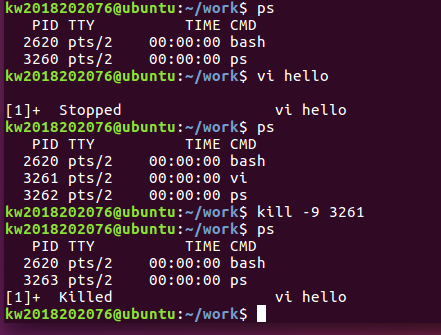 kw2018202076@ubuntu:~/work$ ps
   PID TTY          TIME CMD
  2620 pts/2    00:00:00 bash
  3260 pts/2    00:00:00 ps
kw2018202076@ubuntu:~/work$ vi hello
[1]+  Stopped                 vi hello
kw2018202076@ubuntu:~/work$ ps
   PID TTY          TIME CMD
  2620 pts/2    00:00:00 bash
  3261 pts/2    00:00:00 vi
  3262 pts/2    00:00:00 ps
kw2018202076@ubuntu:~/work$ kill -9 3261
kw2018202076@ubuntu:~/work$ ps
   PID TTY          TIME CMD
  2620 pts/2    00:00:00 bash
  3263 pts/2    00:00:00 ps
[1]+  Killed                  vi hello
kw2018202076@ubuntu:~/work$